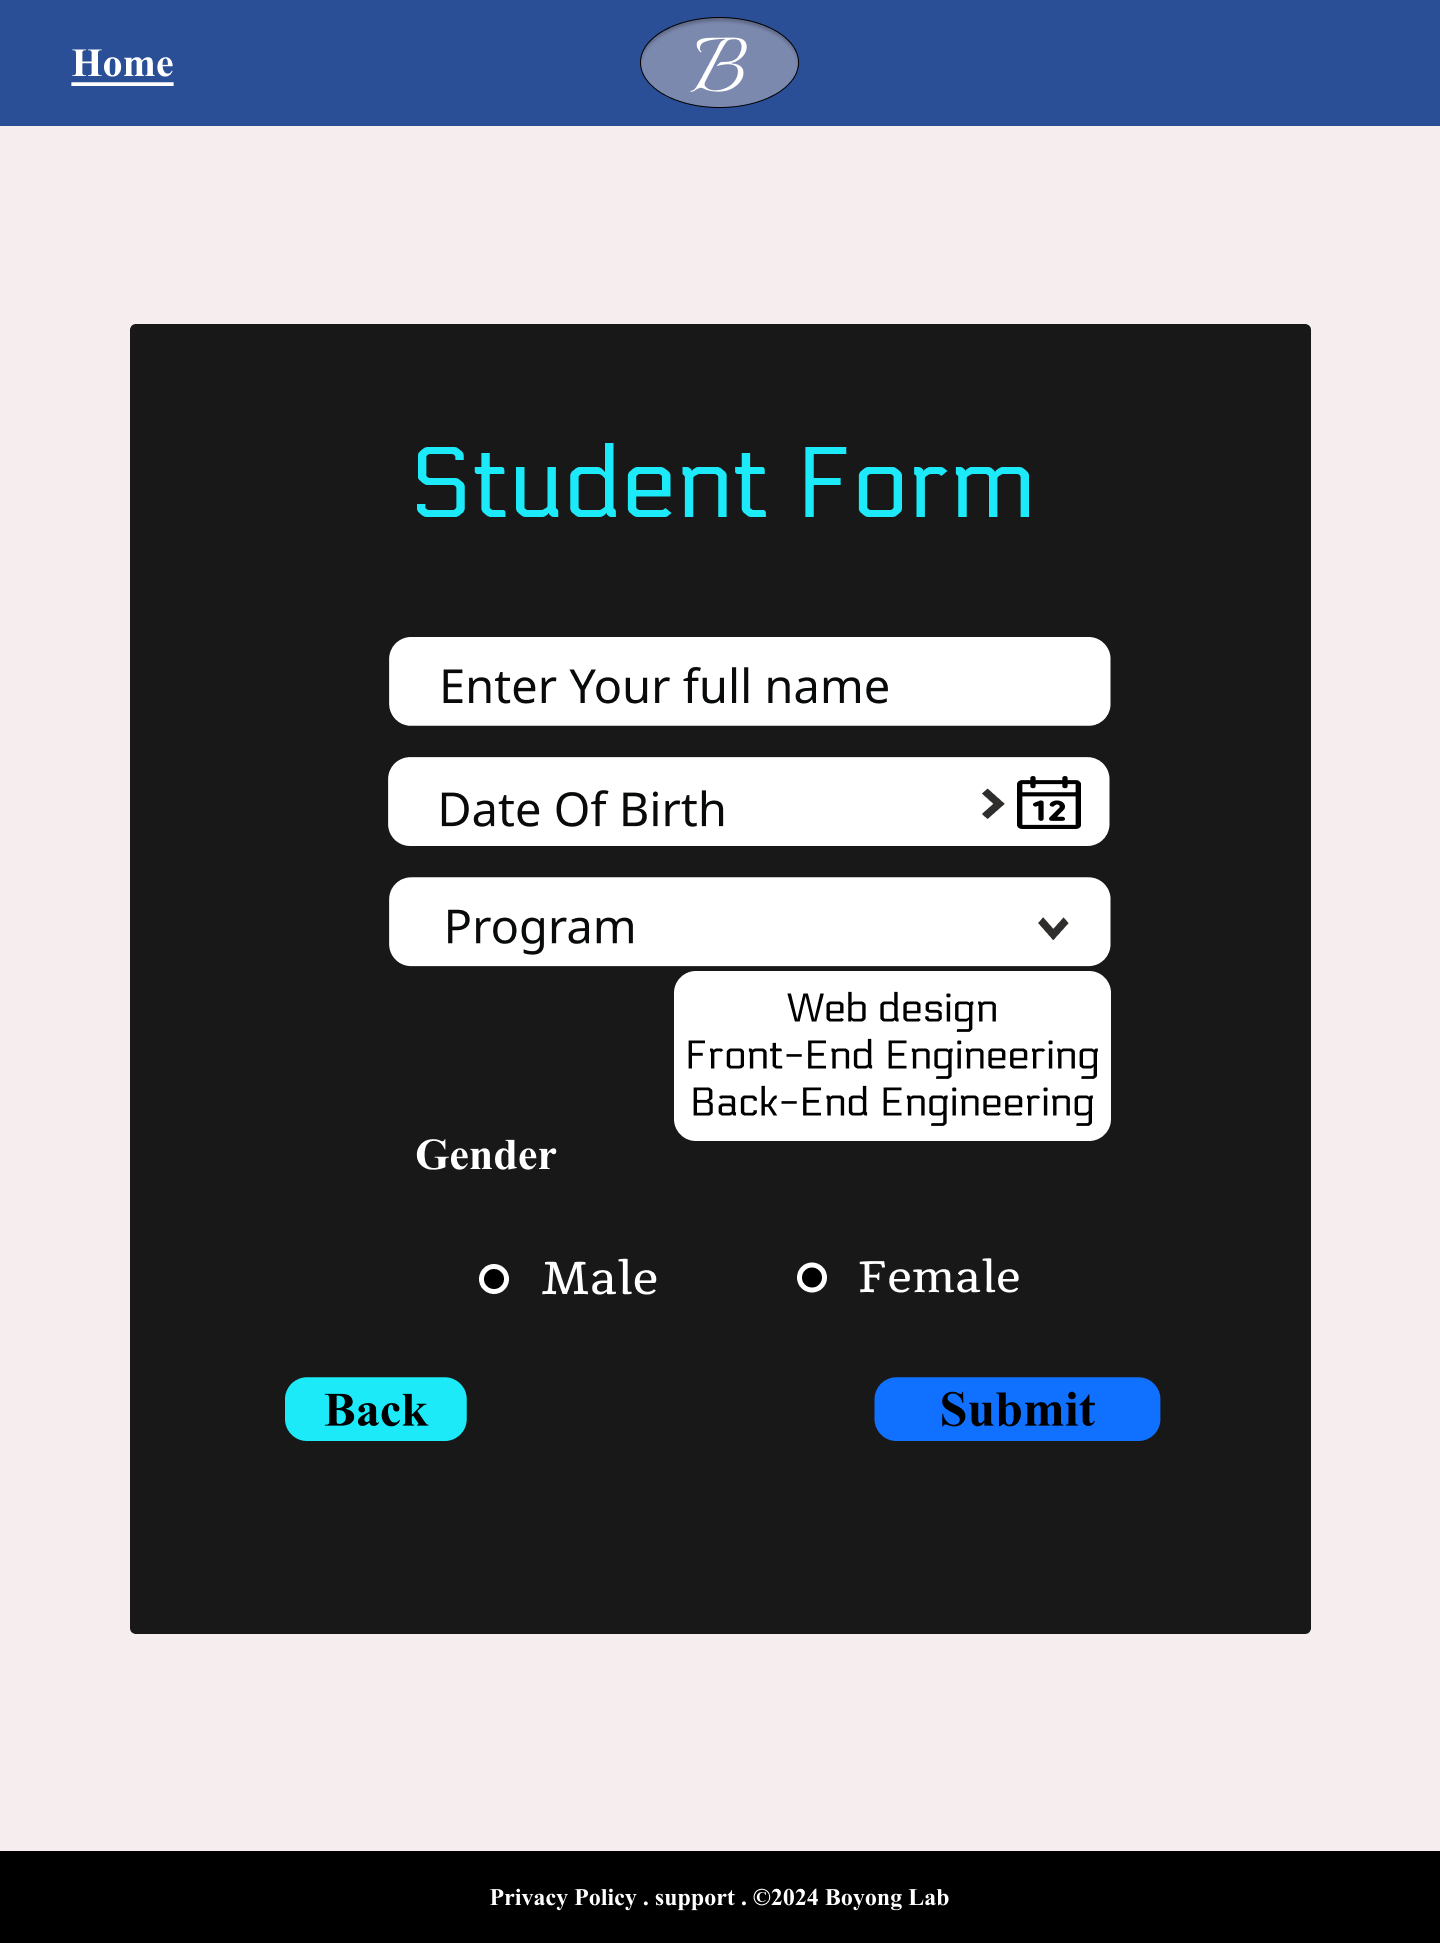 Home
B
Student Form
Enter Your full name
Date Of Birth
12
Program
Web design
Front-End Engineering
Back-End Engineering
Gender
Male
Female
Back
Submit
Privacy Policy . support . ©2024 Boyong Lab